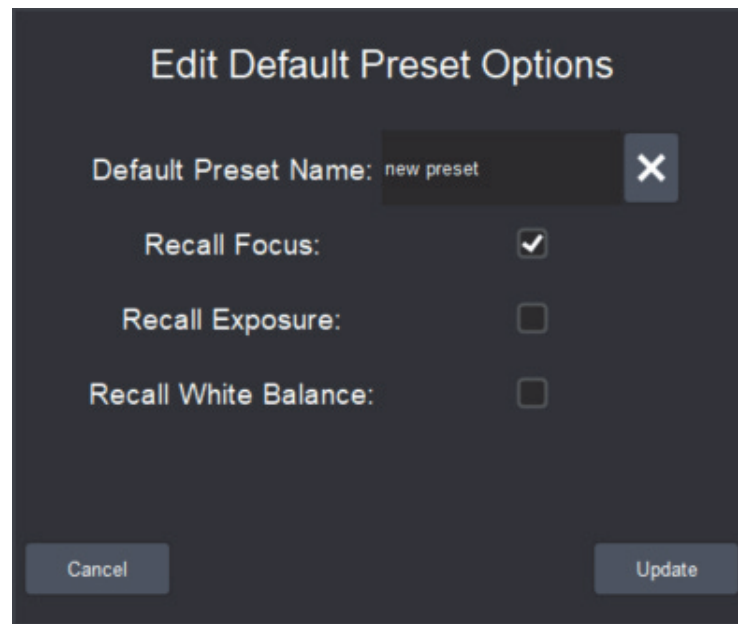 Edit Default Preset Options
Default Preset Name: new preset
Recall Focus:
Recall Exposure:
Recall White Balance:
Cancel Update